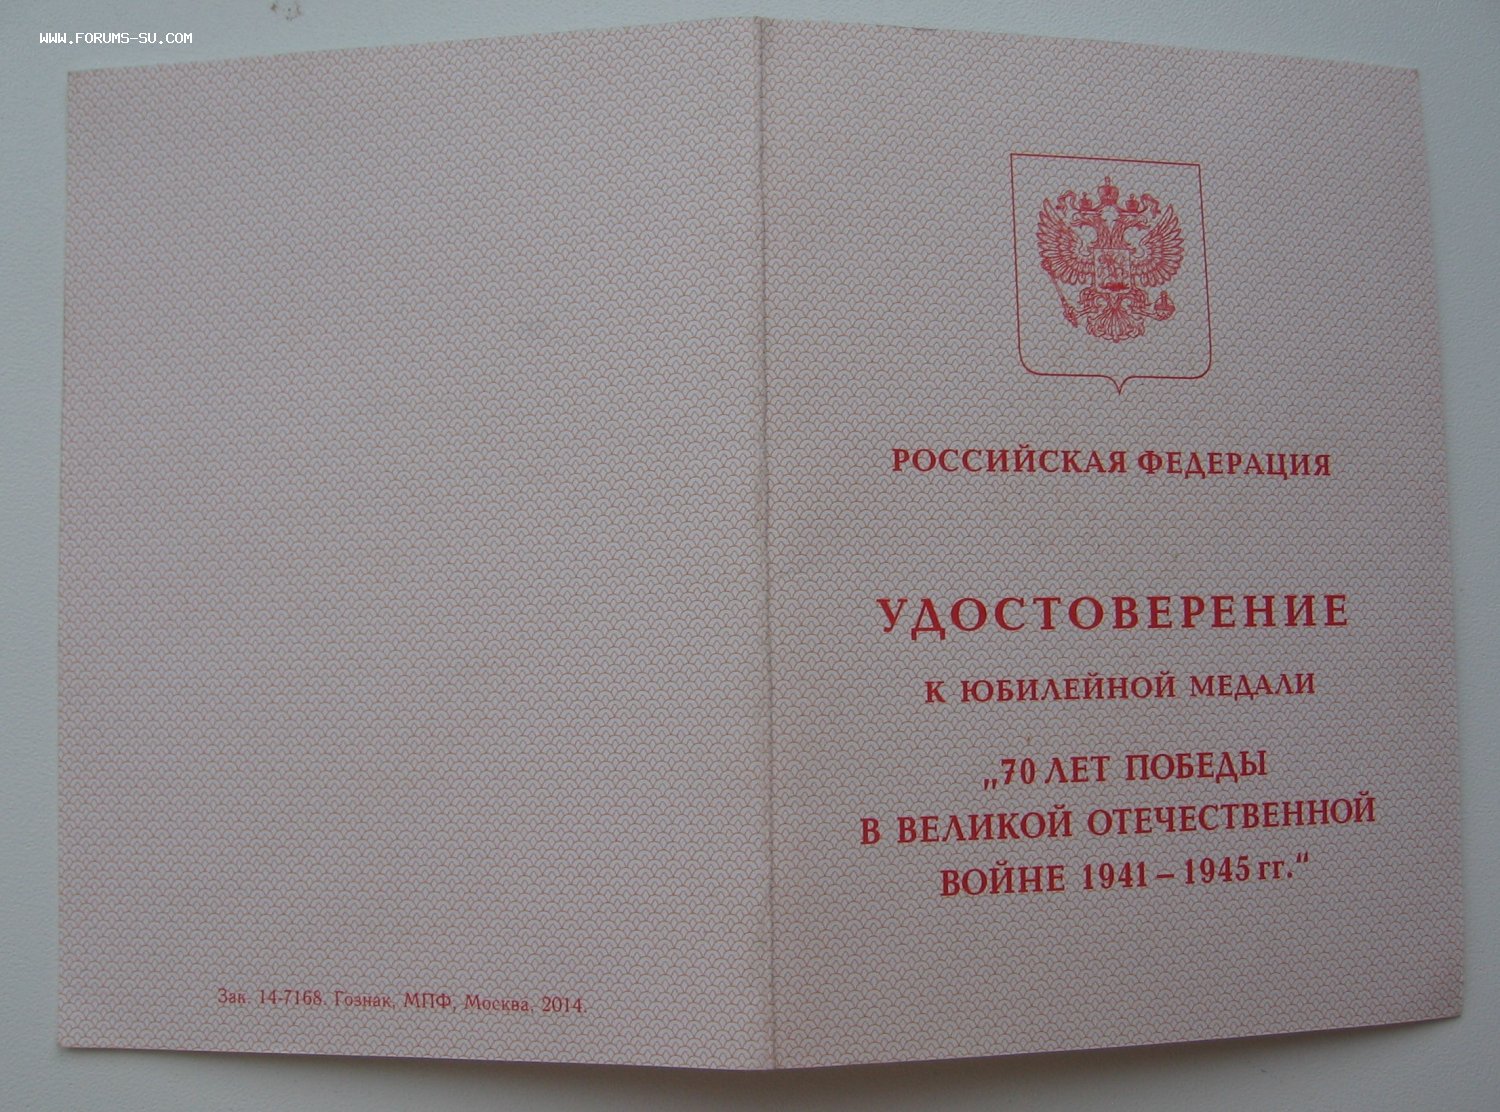 WWW.FORUMS-SU.COM
РОССИЙСКАЯ ФЕДЕРАЦИЯ
УДОСТОВЕРЕНИЕ
К ЮБИЛЕЙНОЙ МЕДАЛИ
„70 ЛЕТ ПОБЕДЫ
В ВЕЛИКОЙ ОТЕЧЕСТВЕННОЙ
ВОЙНЕ 1941 – 1945 гг.“
Зак. 14-7168. Гознак, МПФ, Москва, 2014.